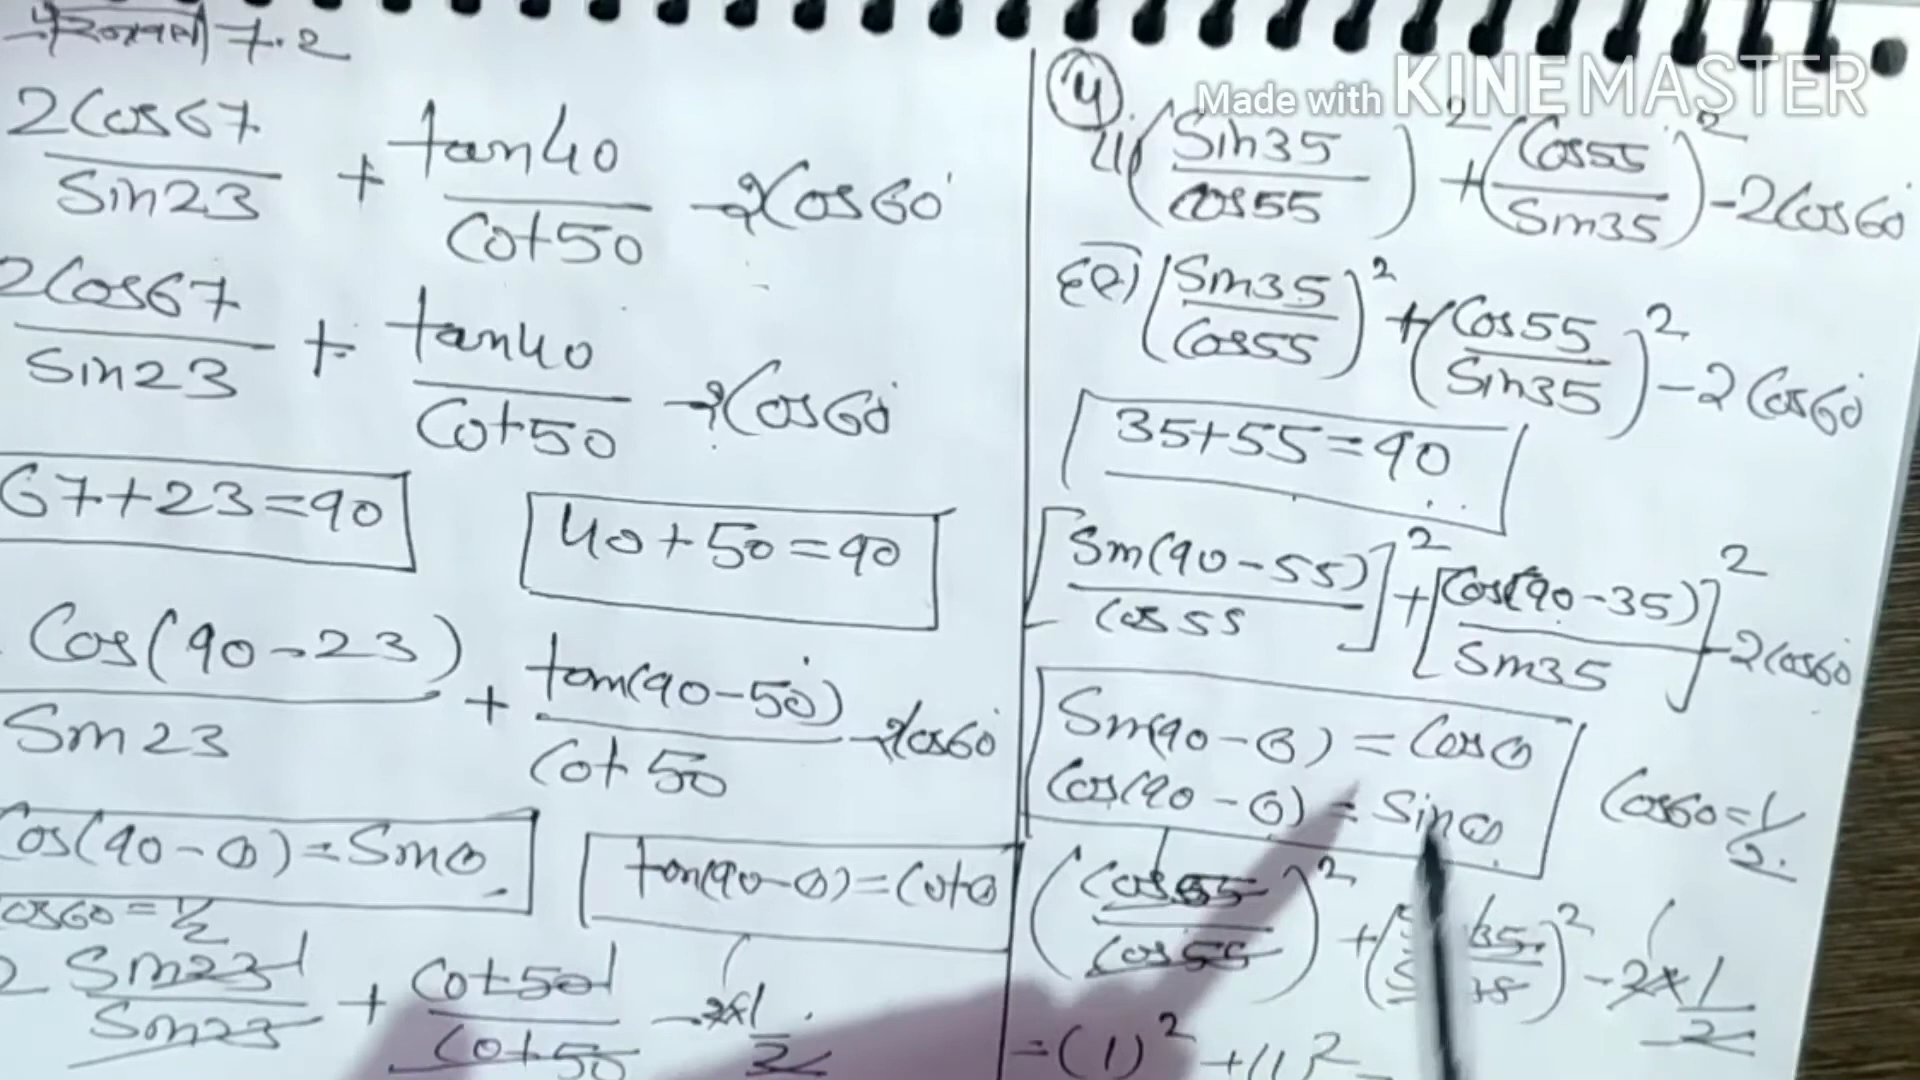 7.2
2Cos67/Sin23 + tan40/Cot50 - 2Cos60
2Cos67/Sin23 + tan40/Cot50 - 2Cos60
67+23=90
40+50=90
Cos(90-23)/Sin23 + tan(90-50)/Cot50 - 2Cos60
Cos(90-θ)=Sinθ
tan(90-θ)=Cotθ
Cos60=1/2
2 Sin23/Sin23 + Cot50/Cot50 - 2×1/2
Made with KINEMASTER
4
ii) (Sin35/Cos55)² + (Cos55/Sin35)² - 2Cos60
(Sin35/Cos55)² + (Cos55/Sin35)² - 2Cos60
35+55=90
[Sin(90-55)/Cos55]² + [Cos(90-35)/Sin35]² - 2Cos60
Sin(90-θ)=Cosθ
Cos(90-θ)=Sinθ
Cos60=1/2
(Cos55/Cos55)² + ( )² - 2×1/2
=(1)² + (1)² -